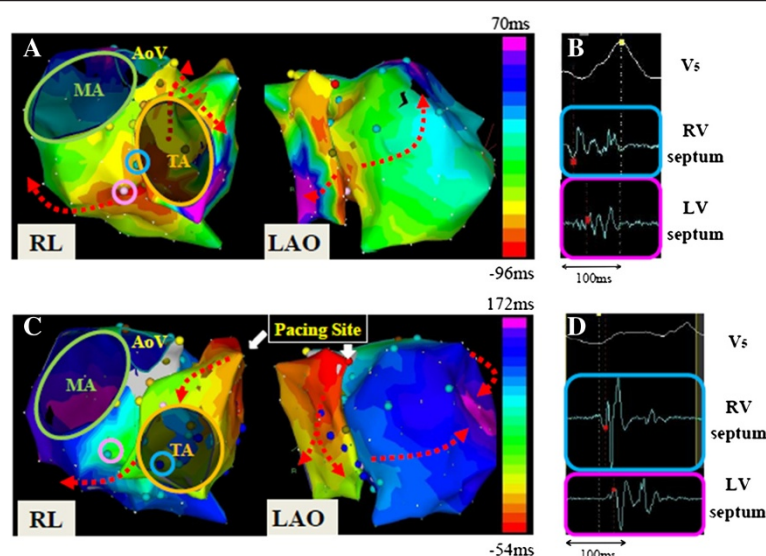 A
AoV
MA
TA
RL
LAO
70ms
-96ms
B
V5
RV
septum
LV
septum
100ms
C
AoV
MA
TA
RL
Pacing Site
LAO
172ms
-54ms
D
V5
RV
septum
LV
septum
100ms